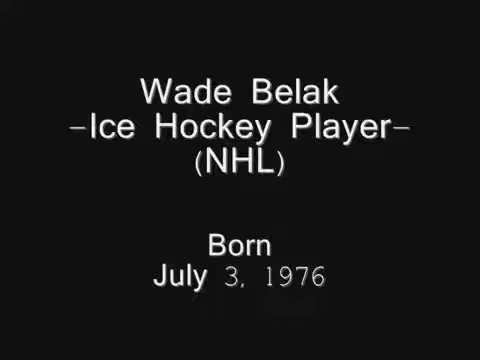 Wade Belak
-Ice Hockey Player-
(NHL)
Born
July 3, 1976